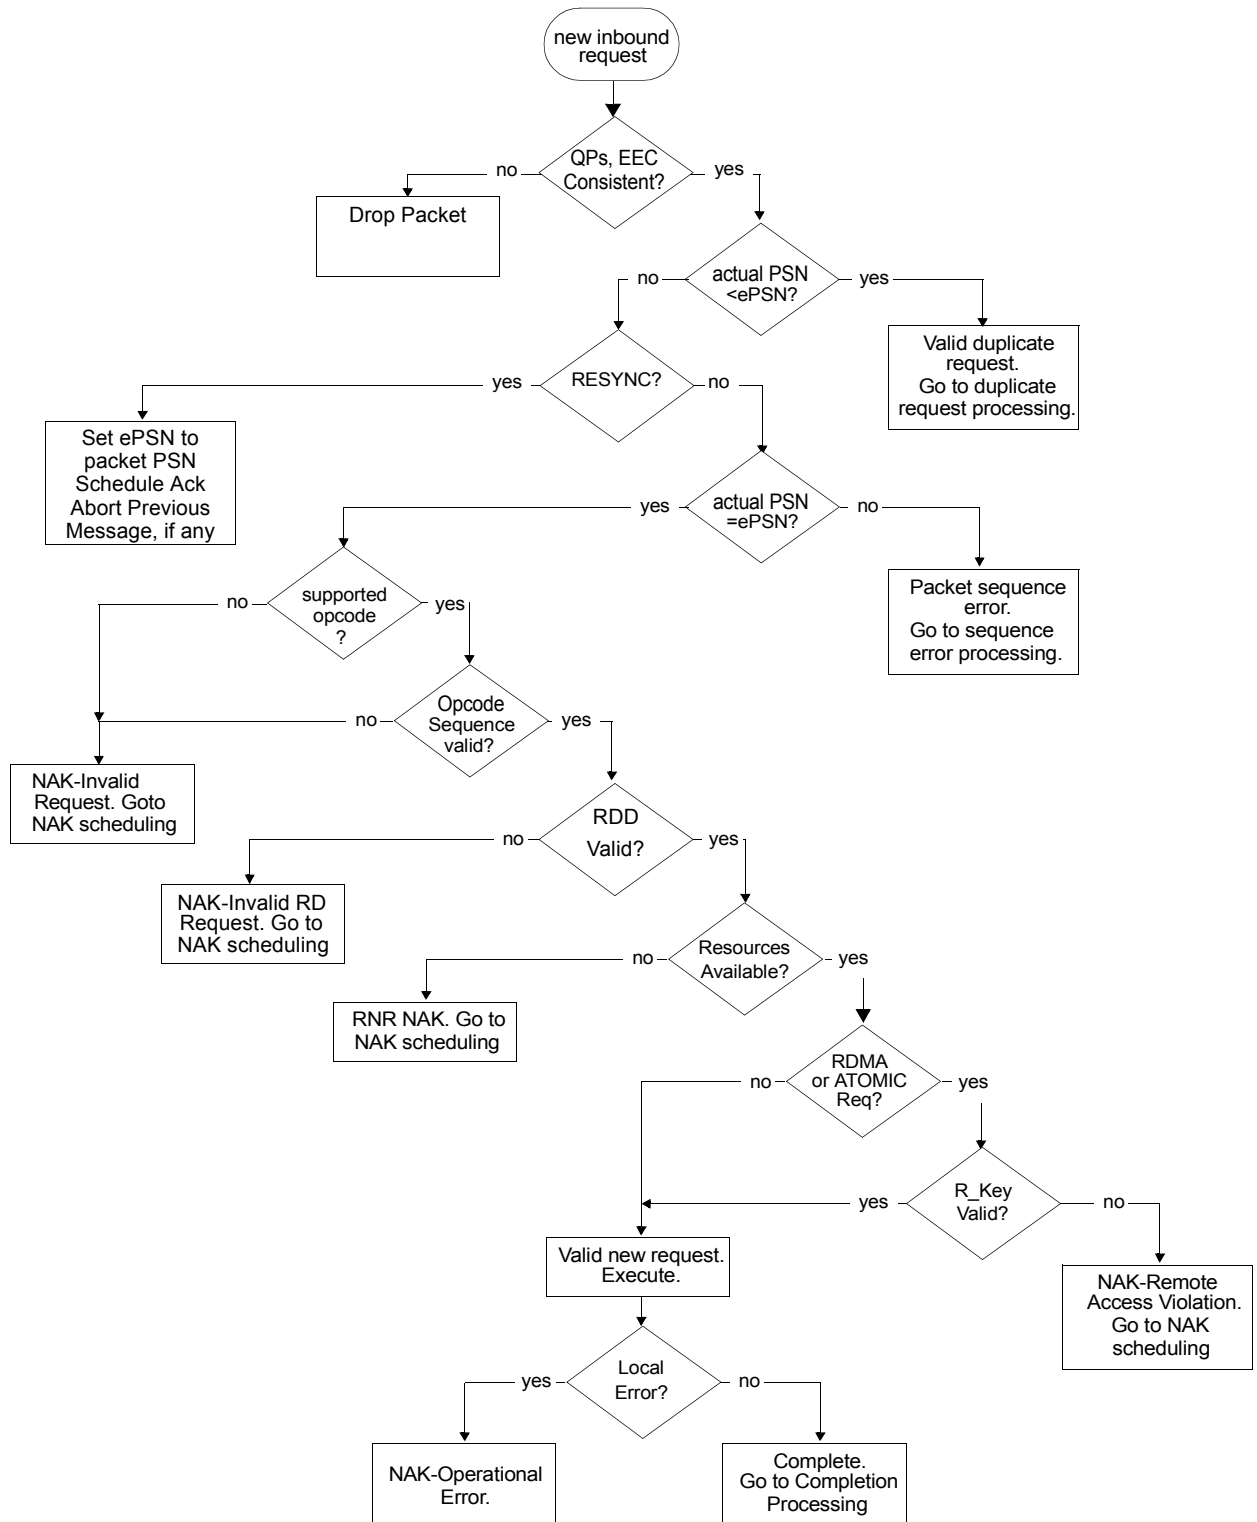 new inbound
request
QPs, EEC
Consistent?
no
yes
Drop Packet
actual PSN
<ePSN?
no
yes
Valid duplicate
request.
Go to duplicate
request processing.
RESYNC?
yes
no
Set ePSN to
packet PSN
Schedule Ack
Abort Previous
Message, if any
actual PSN
=ePSN?
yes
no
Packet sequence
error.
Go to sequence
error processing.
supported
opcode
?
no
yes
Opcode
Sequence
valid?
no
yes
NAK-Invalid
Request. Goto
NAK scheduling
RDD
Valid?
no
yes
NAK-Invalid RD
Request. Go to
NAK scheduling
Resources
Available?
no
yes
RNR NAK. Go to
NAK scheduling
RDMA
or ATOMIC
Req?
no
yes
R_Key
Valid?
yes
no
Valid new request.
Execute.
NAK-Remote
Access Violation.
Go to NAK
scheduling
Local
Error?
yes
no
NAK-Operational
Error.
Complete.
Go to Completion
Processing